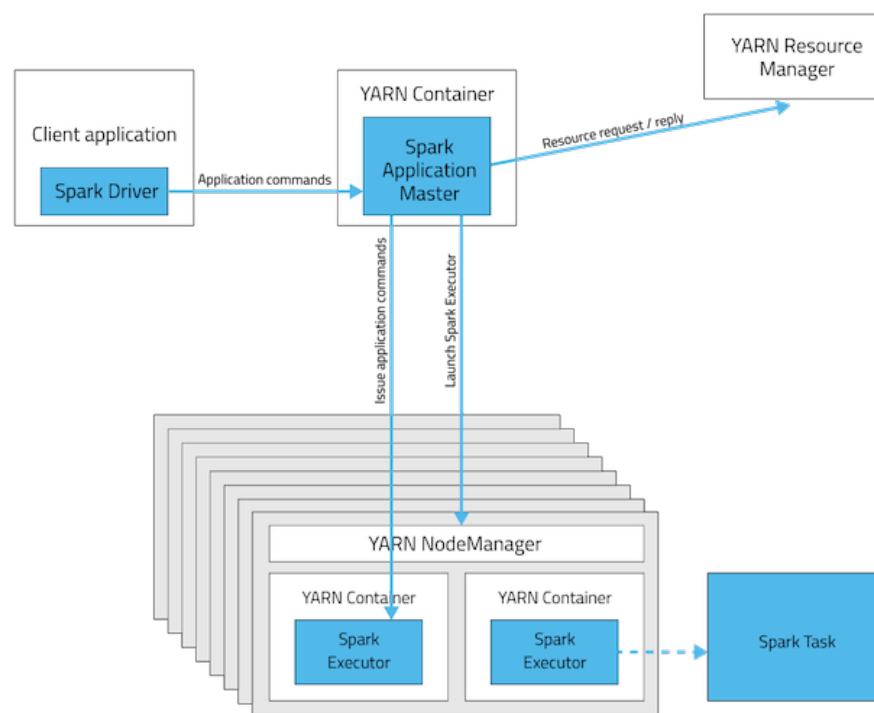 YARN Resource
Manager
YARN Container
Client application
Spark
Application
Master
Spark Driver
Application commands
Resource request / reply
Issue application commands
Launch Spark Executor
YARN NodeManager
YARN Container
YARN Container
Spark
Executor
Spark
Executor
Spark Task